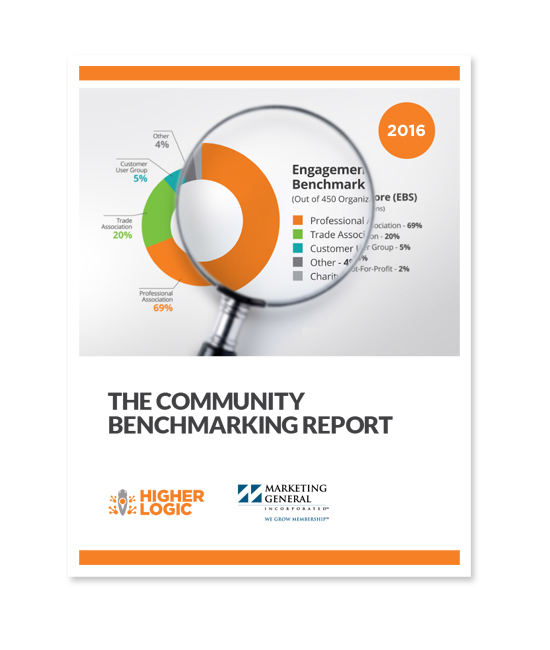 2016
Other
4%
Customer
User Group
5%
Trade
Association
20%
Professional
Association
69%
Engagemen
Benchmark ore (EBS)
(Out of 450 Organiz ns)
Professional ociation - 69%
Trade Associ on - 20%
Customer r Group - 5%
Other - 4 %
Charit ot-For-Profit - 2%
THE COMMUNITY
BENCHMARKING REPORT
HIGHER
LOGIC
MARKETING
GENERAL
INCORPORATED
WE GROW MEMBERSHIP